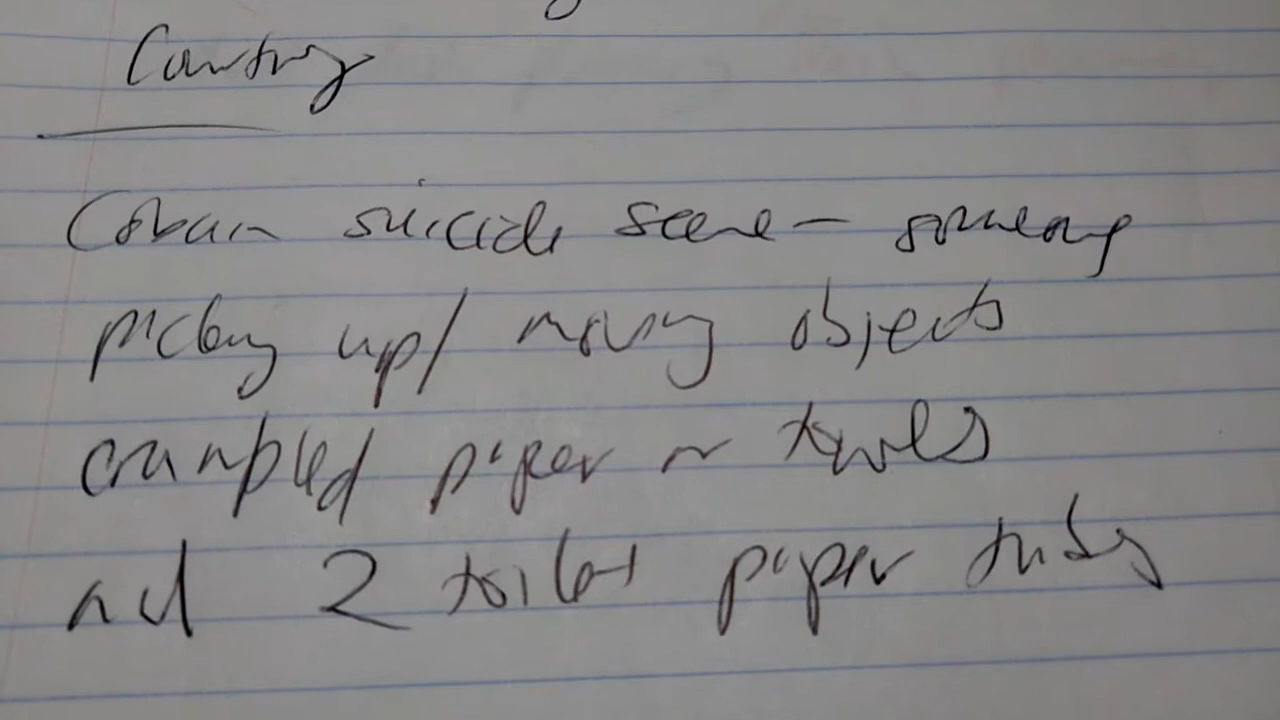 Cobain suicide scene – someone
picking up/ moving objects
crumpled paper or towels
and 2 toilet paper tubes